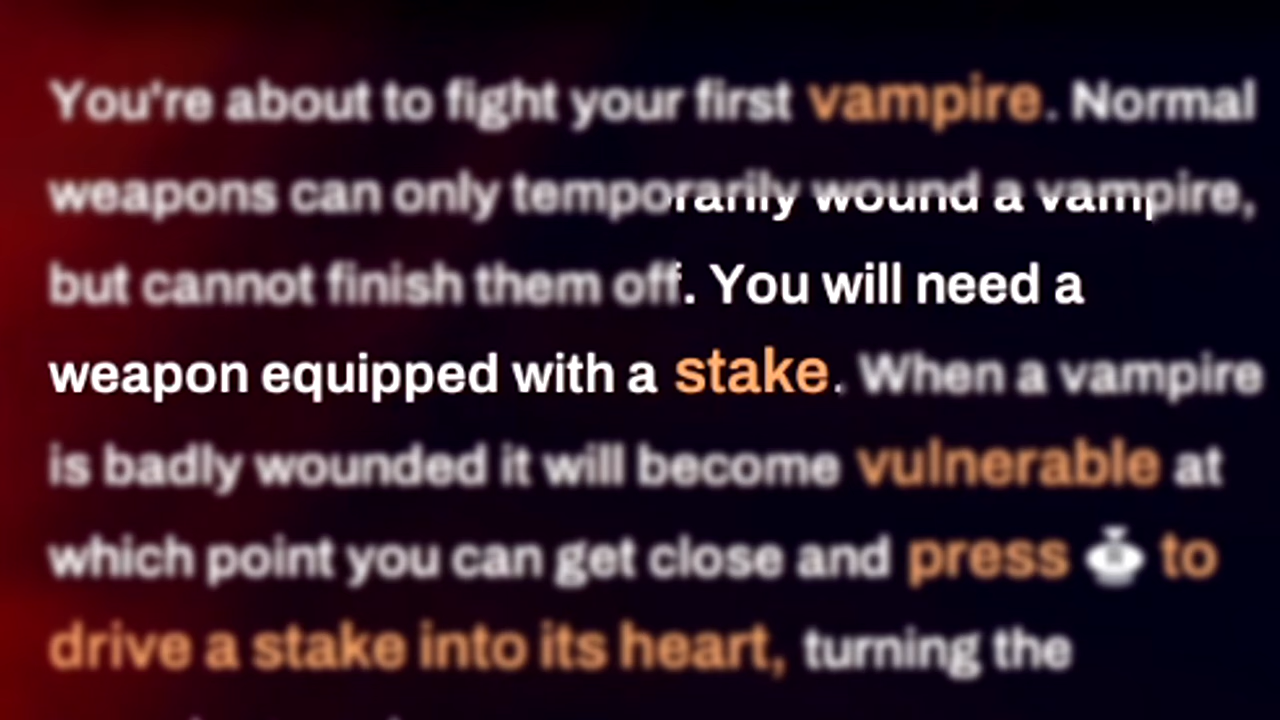 You're about to fight your first vampire. Normal
weapons can only temporarily wound a vampire,
but cannot finish them off. You will need a
weapon equipped with a stake. When a vampire
is badly wounded it will become vulnerable at
which point you can get close and press to
drive a stake into its heart, turning the